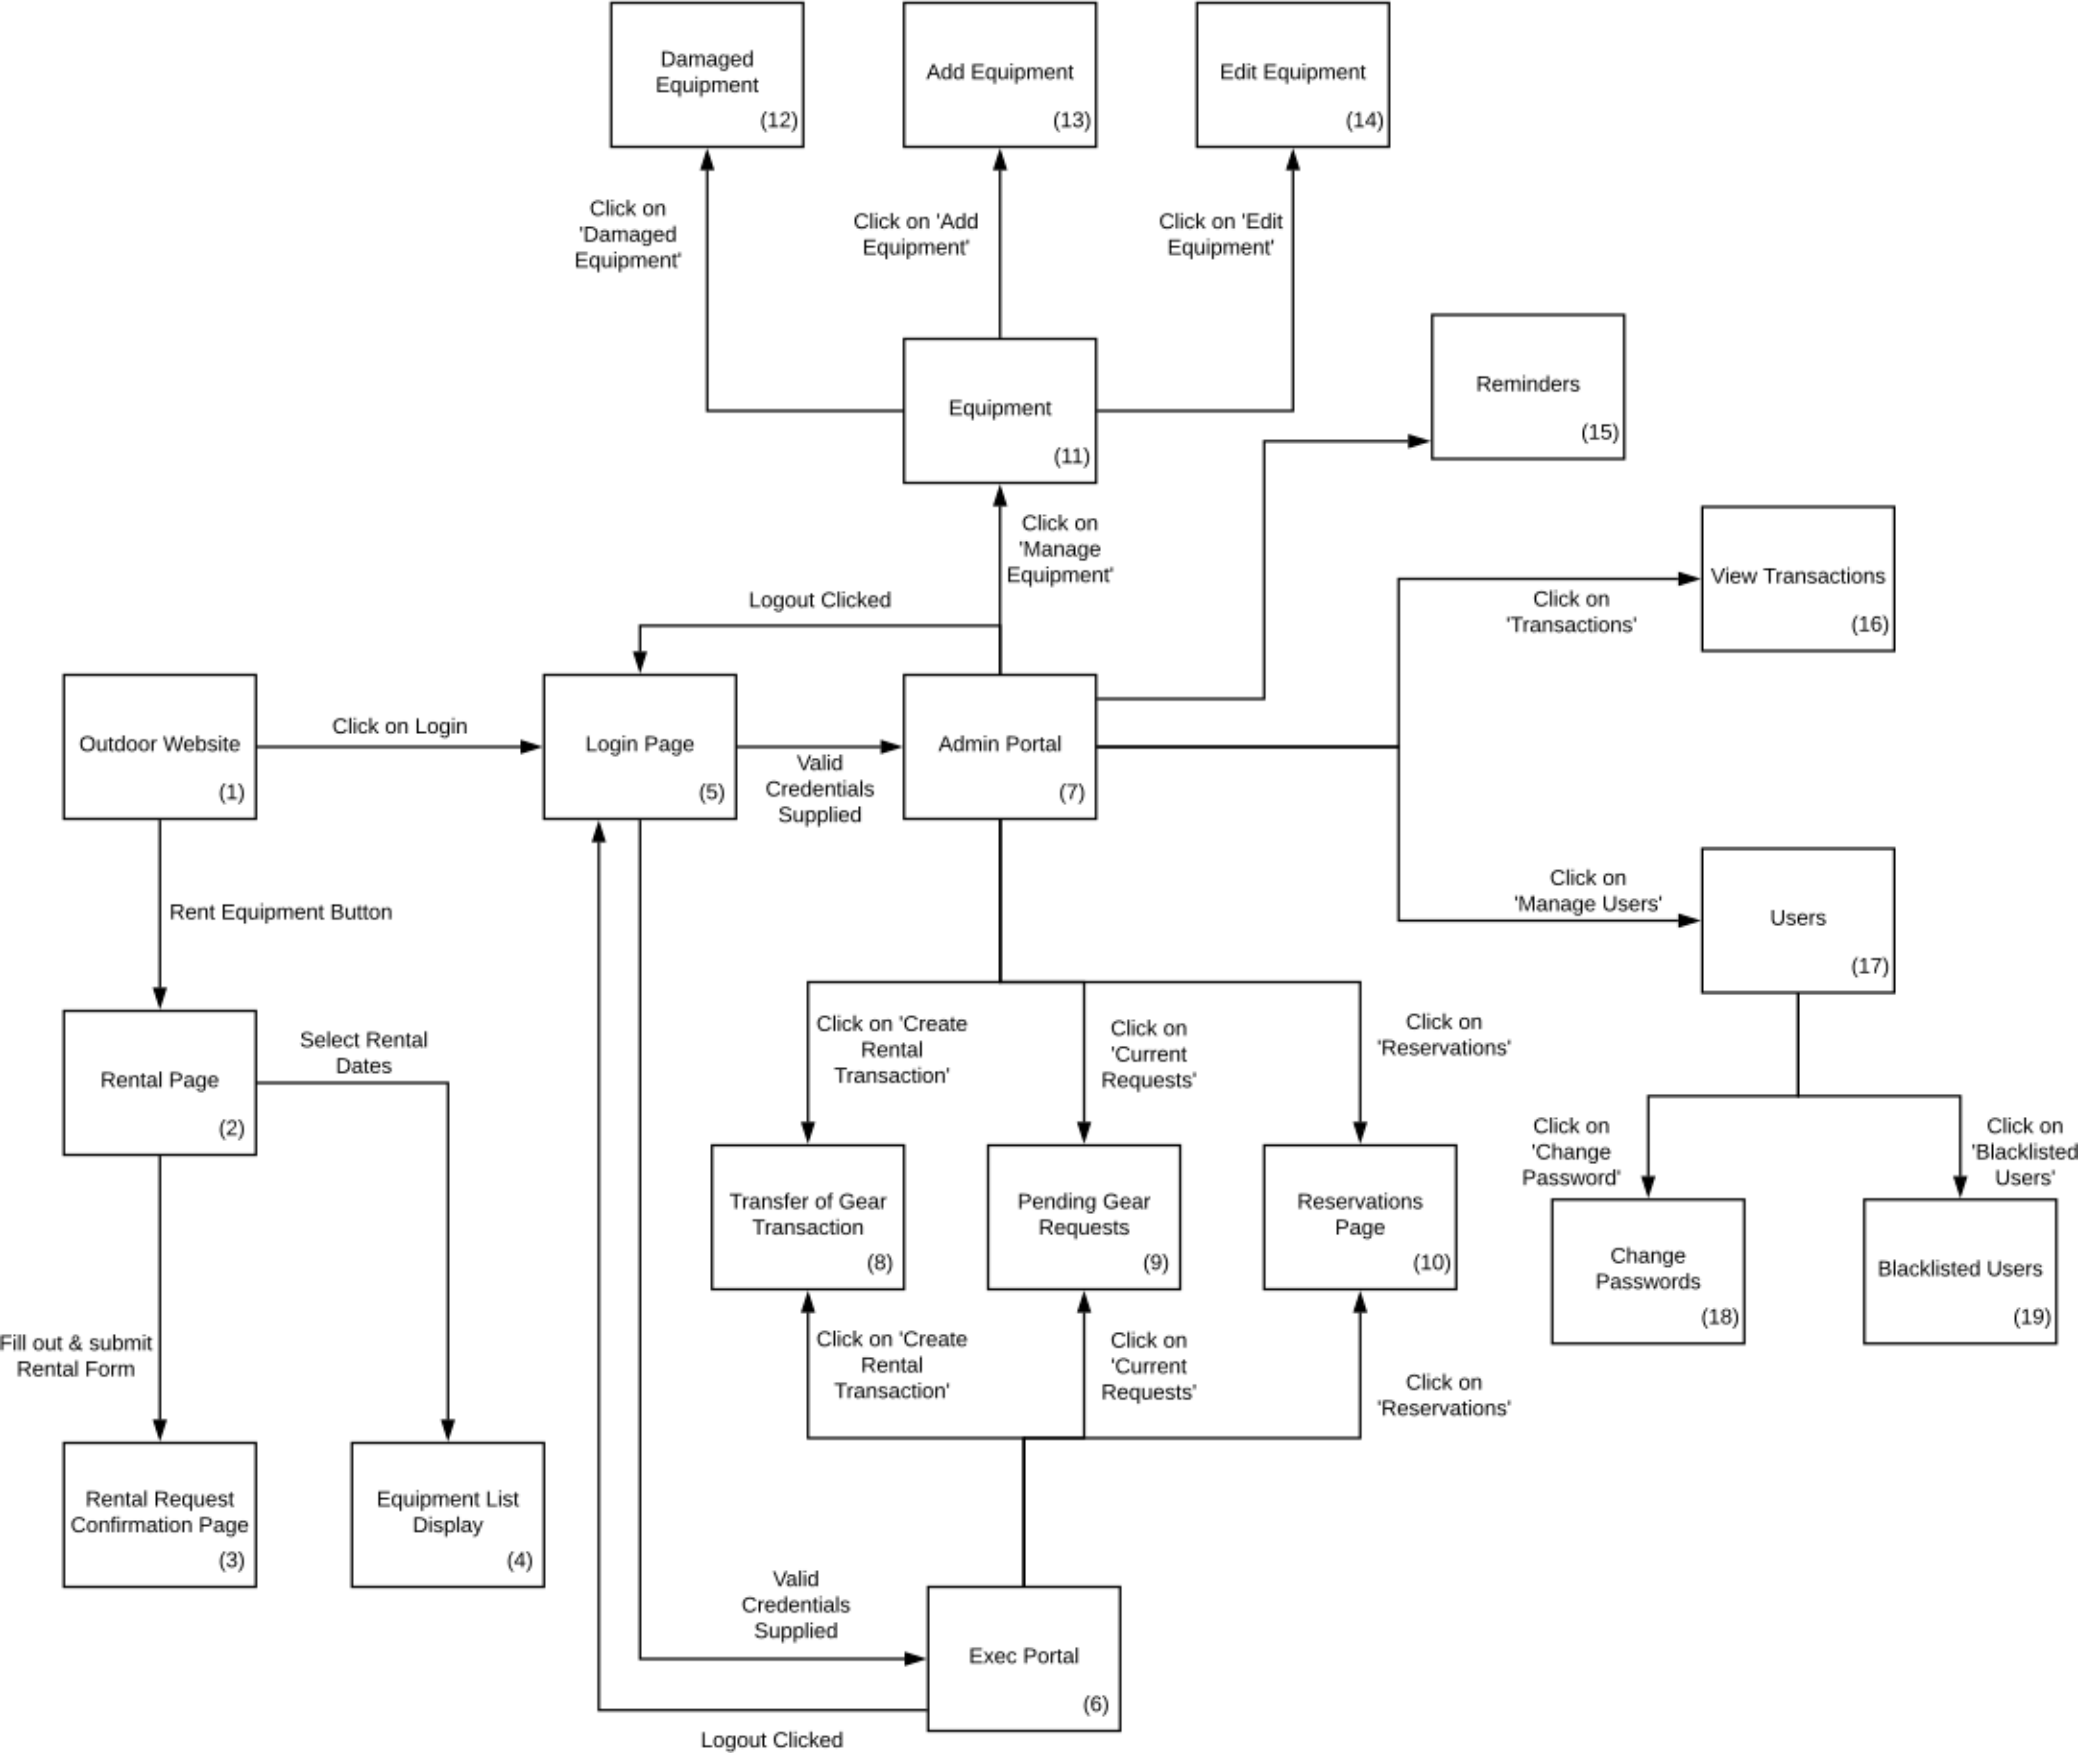 Damaged
Equipment
(12)
Add Equipment
(13)
Edit Equipment
(14)
Click on
'Damaged
Equipment'
Click on 'Add
Equipment'
Click on 'Edit
Equipment'
Equipment
(11)
Reminders
(15)
Click on
'Manage
Equipment'
View Transactions
(16)
Click on
'Transactions'
Logout Clicked
Outdoor Website
(1)
Click on Login
Login Page
(5)
Valid
Credentials
Supplied
Admin Portal
(7)
Click on
'Manage Users'
Users
(17)
Rent Equipment Button
Rental Page
(2)
Select Rental
Dates
Click on 'Create
Rental
Transaction'
Click on
'Current
Requests'
Click on
'Reservations'
Click on
'Change
Password'
Click on
'Blacklisted
Users'
Transfer of Gear
Transaction
(8)
Pending Gear
Requests
(9)
Reservations
Page
(10)
Change
Passwords
(18)
Blacklisted Users
(19)
Fill out & submit
Rental Form
Click on 'Create
Rental
Transaction'
Click on
'Current
Requests'
Click on
'Reservations'
Rental Request
Confirmation Page
(3)
Equipment List
Display
(4)
Valid
Credentials
Supplied
Exec Portal
(6)
Logout Clicked